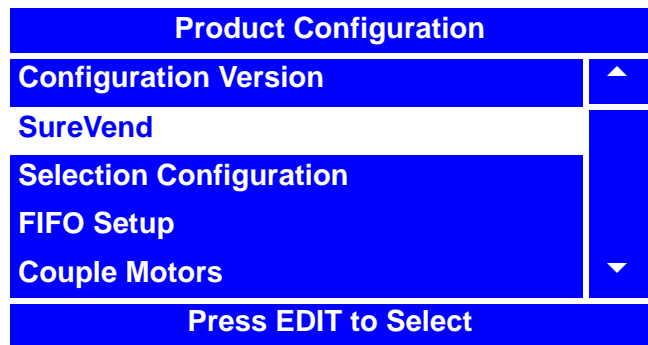 Product Configuration
Configuration Version
SureVend
Selection Configuration
FIFO Setup
Couple Motors
Press EDIT to Select